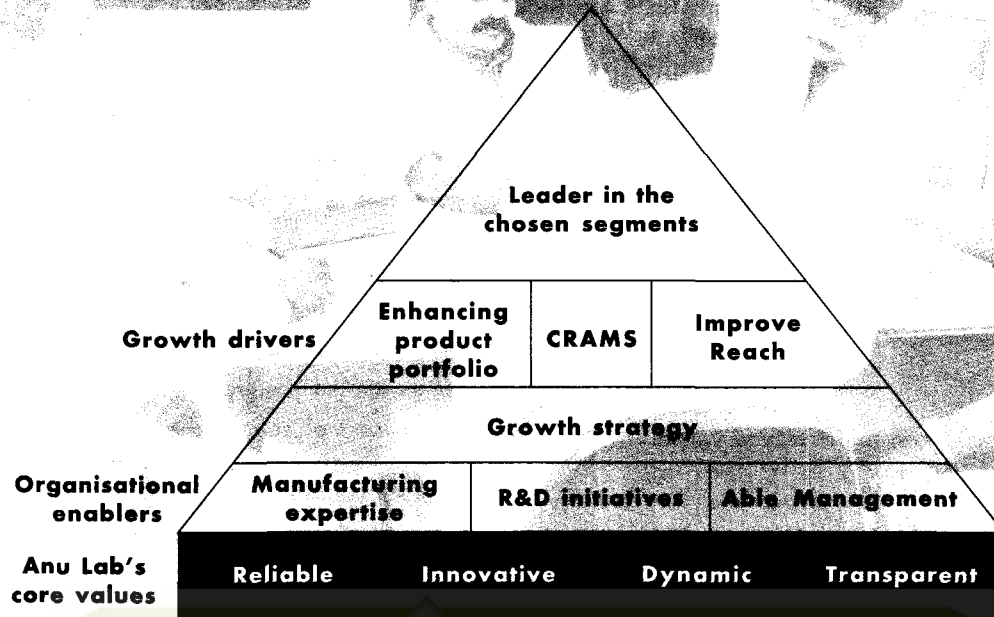 Leader in the
chosen segments
Growth drivers
Enhancing
product
portfolio
CRAMS
Improve
Reach
Growth strategy
Organisational
enablers
Manufacturing
expertise
R&D initiatives
Able Management
Anu Lab's
core values
Reliable Innovative Dynamic Transparent